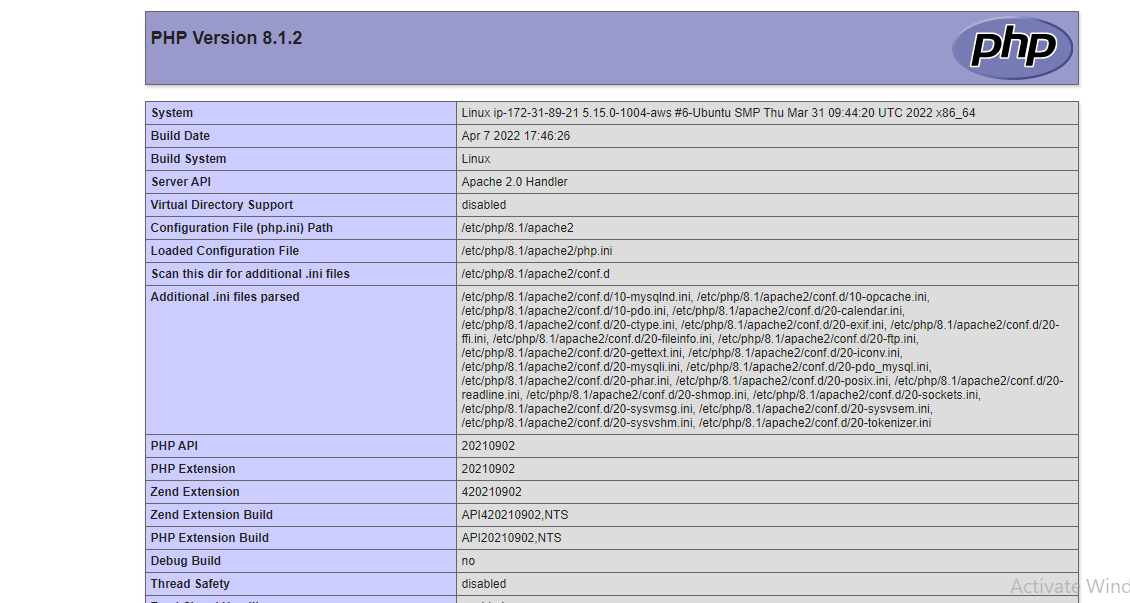 PHP Version 8.1.2
php
System Linux ip-172-31-89-21 5.15.0-1004-aws #6-Ubuntu SMP Thu Mar 31 09:44:20 UTC 2022 x86_64
Build Date Apr 7 2022 17:46:26
Build System Linux
Server API Apache 2.0 Handler
Virtual Directory Support disabled
Configuration File (php.ini) Path /etc/php/8.1/apache2
Loaded Configuration File /etc/php/8.1/apache2/php.ini
Scan this dir for additional .ini files /etc/php/8.1/apache2/conf.d
Additional .ini files parsed /etc/php/8.1/apache2/conf.d/10-mysqlnd.ini, /etc/php/8.1/apache2/conf.d/10-opcache.ini,
/etc/php/8.1/apache2/conf.d/10-pdo.ini, /etc/php/8.1/apache2/conf.d/20-calendar.ini,
/etc/php/8.1/apache2/conf.d/20-ctype.ini, /etc/php/8.1/apache2/conf.d/20-exif.ini, /etc/php/8.1/apache2/conf.d/20-
ffi.ini, /etc/php/8.1/apache2/conf.d/20-fileinfo.ini, /etc/php/8.1/apache2/conf.d/20-ftp.ini,
/etc/php/8.1/apache2/conf.d/20-gettext.ini, /etc/php/8.1/apache2/conf.d/20-iconv.ini,
/etc/php/8.1/apache2/conf.d/20-mysqli.ini, /etc/php/8.1/apache2/conf.d/20-pdo_mysql.ini,
/etc/php/8.1/apache2/conf.d/20-phar.ini, /etc/php/8.1/apache2/conf.d/20-posix.ini, /etc/php/8.1/apache2/conf.d/20-
readline.ini, /etc/php/8.1/apache2/conf.d/20-shmop.ini, /etc/php/8.1/apache2/conf.d/20-sockets.ini,
/etc/php/8.1/apache2/conf.d/20-sysvmsg.ini, /etc/php/8.1/apache2/conf.d/20-sysvsem.ini,
/etc/php/8.1/apache2/conf.d/20-sysvshm.ini, /etc/php/8.1/apache2/conf.d/20-tokenizer.ini
PHP API 20210902
PHP Extension 20210902
Zend Extension 420210902
Zend Extension Build API420210902,NTS
PHP Extension Build API20210902,NTS
Debug Build no
Thread Safety disabled
Activate Wind